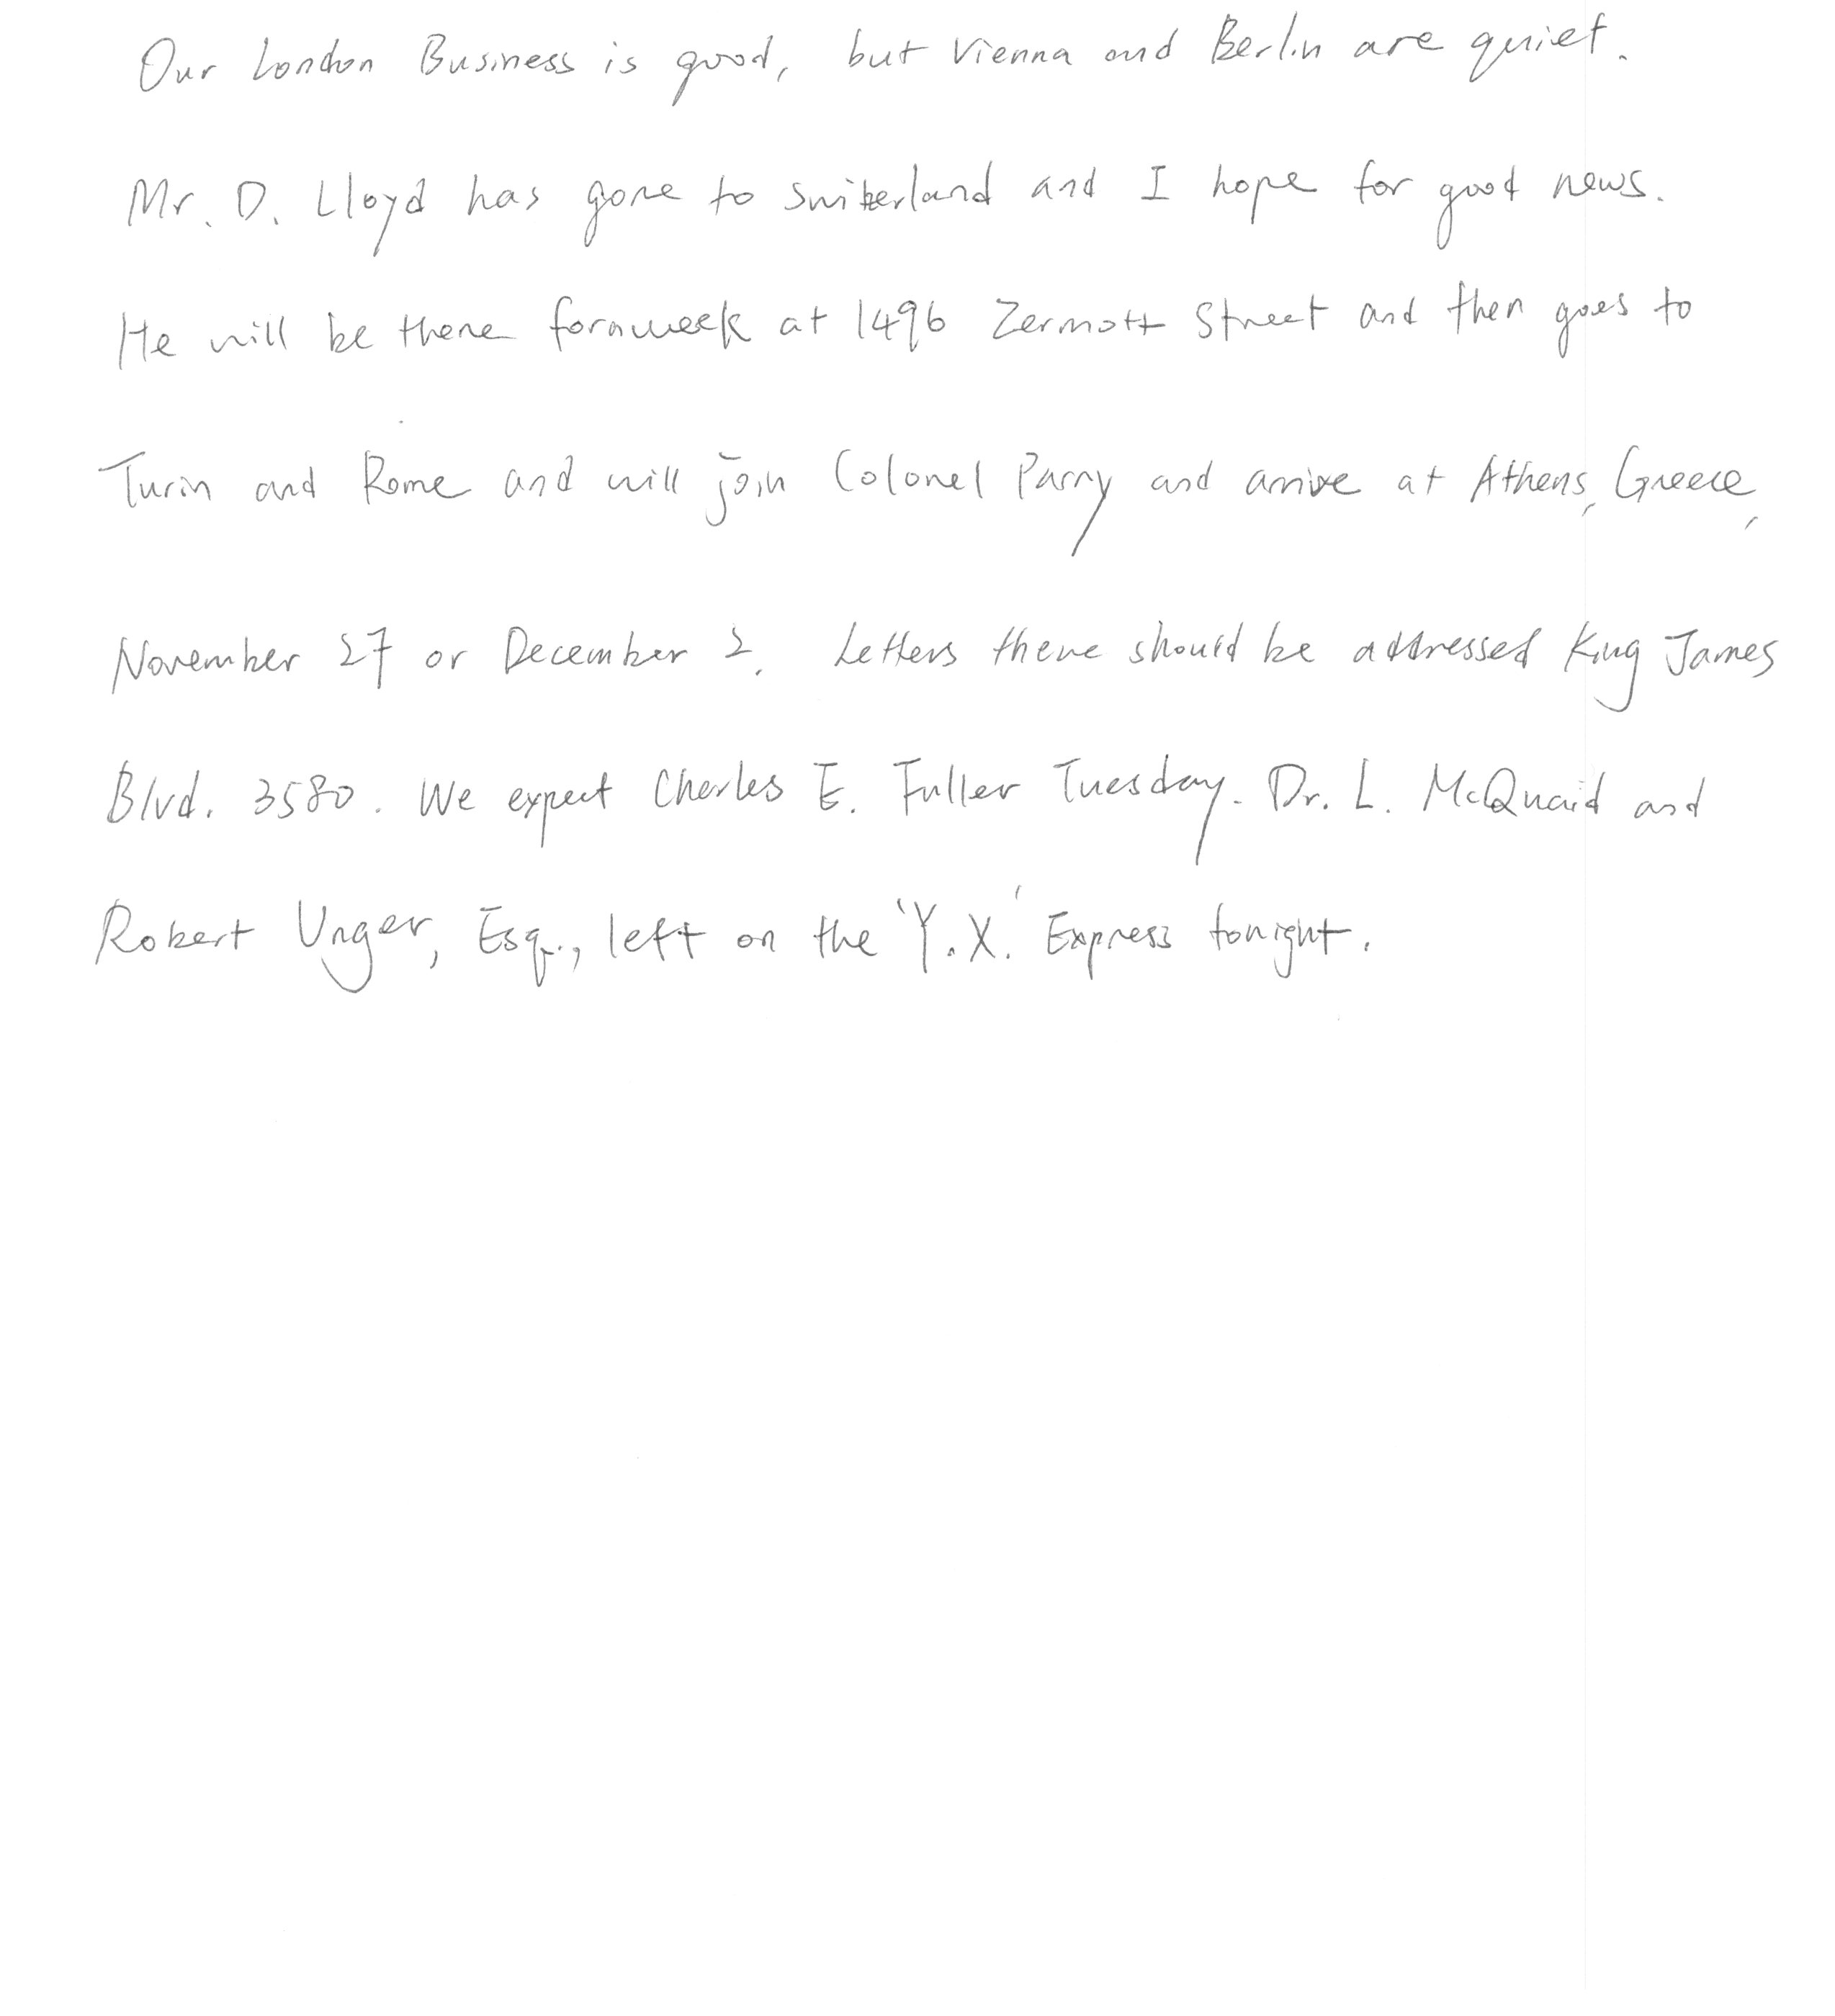 Our London Business is good, but Vienna and Berlin are quiet.
Mr. D. Lloyd has gone to Switzerland and I hope for good news.
He will be there for a week at 1496 Zermott Street and then goes to
Turin and Rome and will join Colonel Parry and arrive at Athens, Greece,
November 27 or December 2. Letters there should be addressed King James
Blvd. 3580. We expect Charles E. Fuller Tuesday. Dr. L. McQuaid and
Robert Unger, Esq., left on the 'Y.X.' Express tonight.